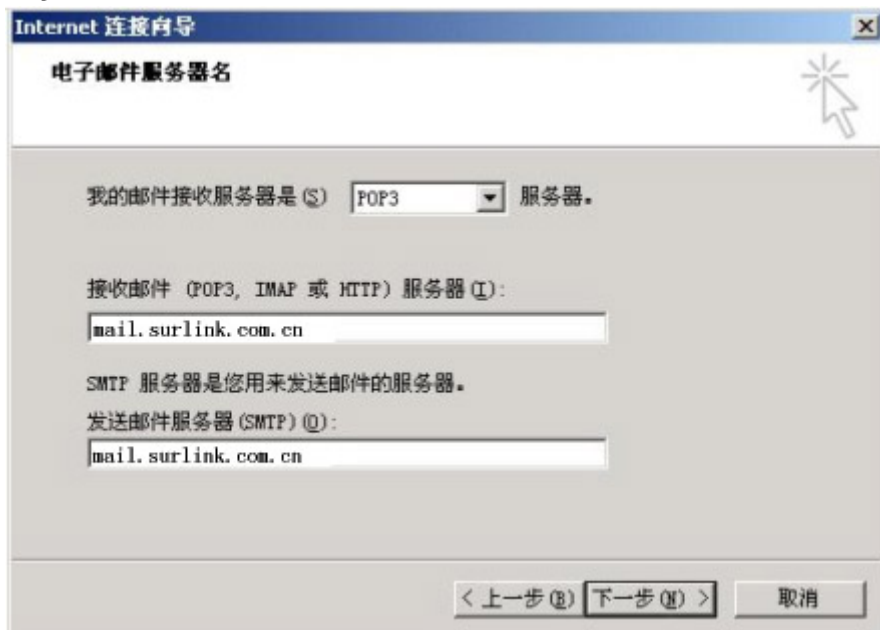 Internet 连接向导
电子邮件服务器名
我的邮件接收服务器是(S) POP3 服务器。
接收邮件 (POP3, IMAP 或 HTTP) 服务器(I):
mail.surlink.com.cn
SMTP 服务器是您用来发送邮件的服务器。
发送邮件服务器(SMTP)(O):
mail.surlink.com.cn
< 上一步(B) 下一步(N) > 取消